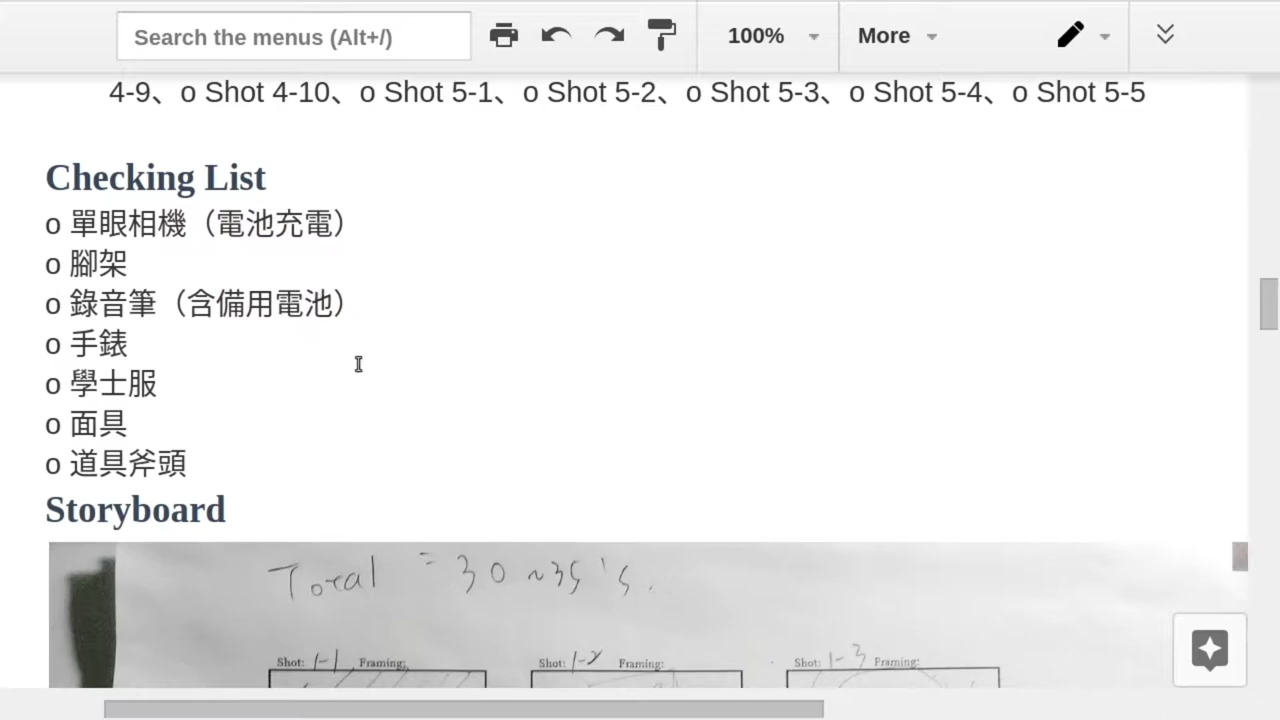 Search the menus (Alt+/)
100%
More
4-9、o Shot 4-10、o Shot 5-1、o Shot 5-2、o Shot 5-3、o Shot 5-4、o Shot 5-5
Checking List
o 單眼相機（電池充電）
o 腳架
o 錄音筆（含備用電池）
o 手錶
o 學士服
o 面具
o 道具斧頭
Storyboard
Total = 30 ~35's.
Shot: 1-1 Framing:
Shot: 1-2 Framing:
Shot: 1-3 Framing: